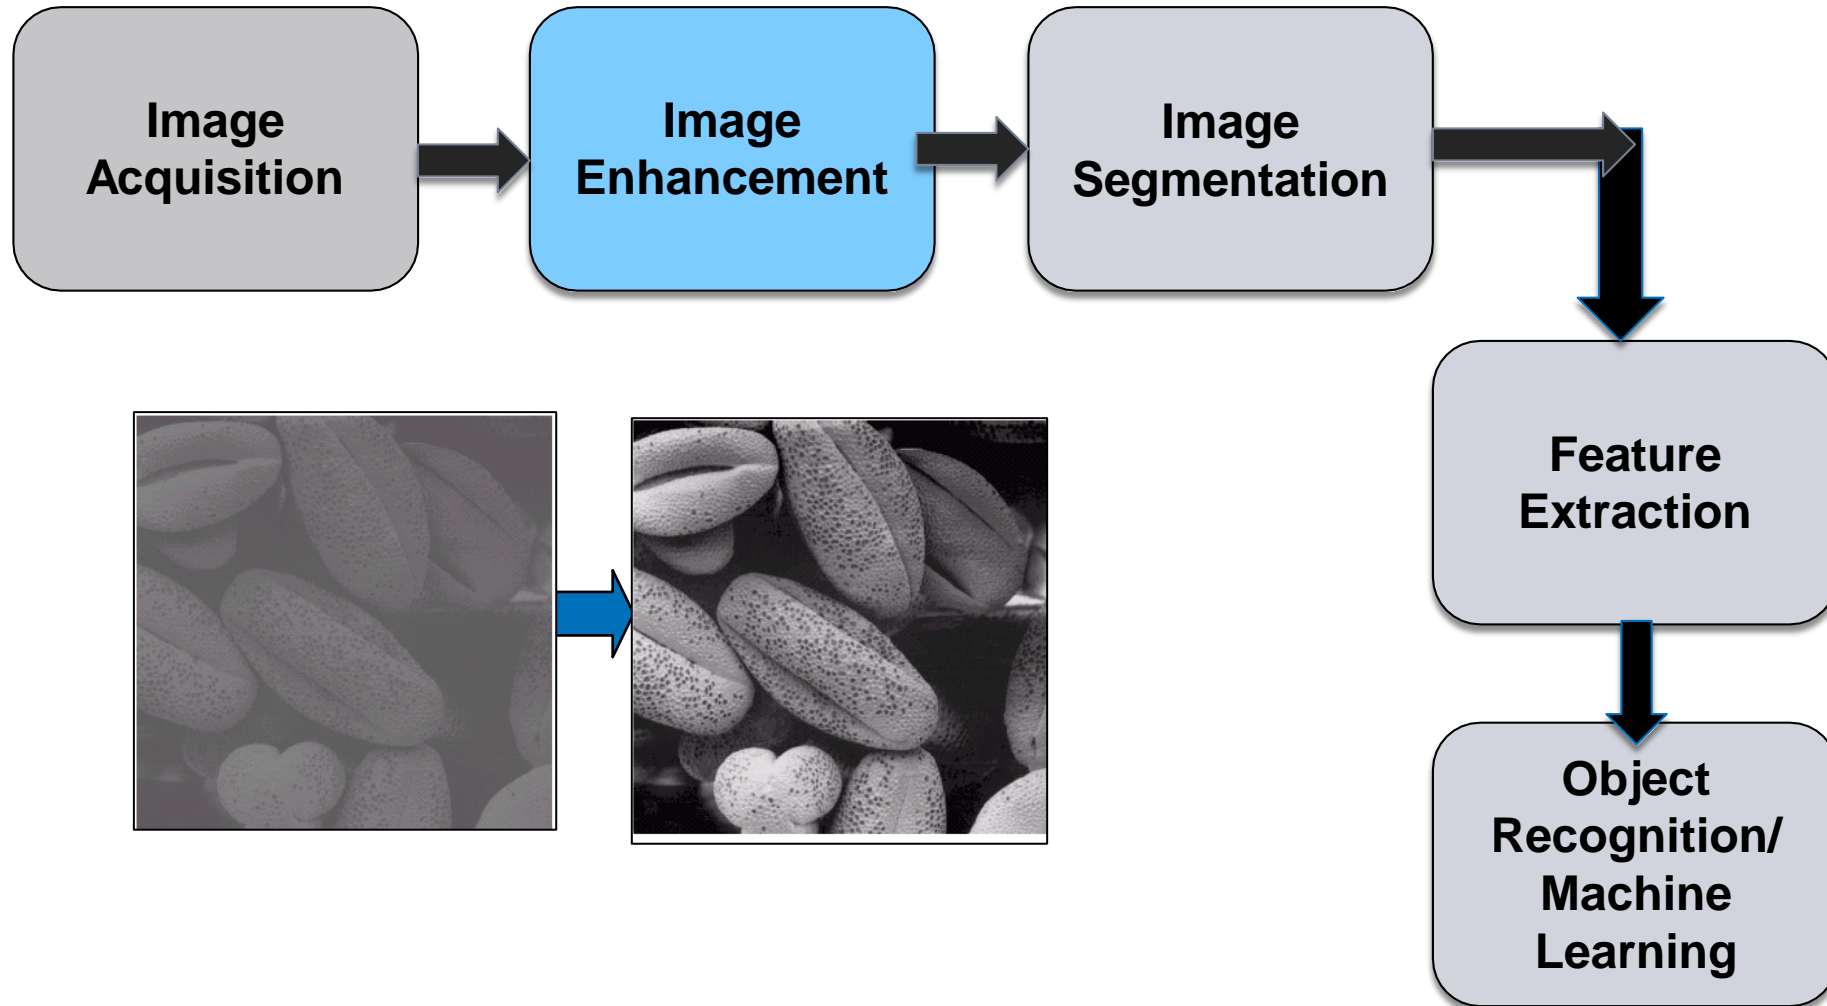 Image
Acquisition
Image
Enhancement
Image
Segmentation
Feature
Extraction
Object
Recognition/
Machine
Learning